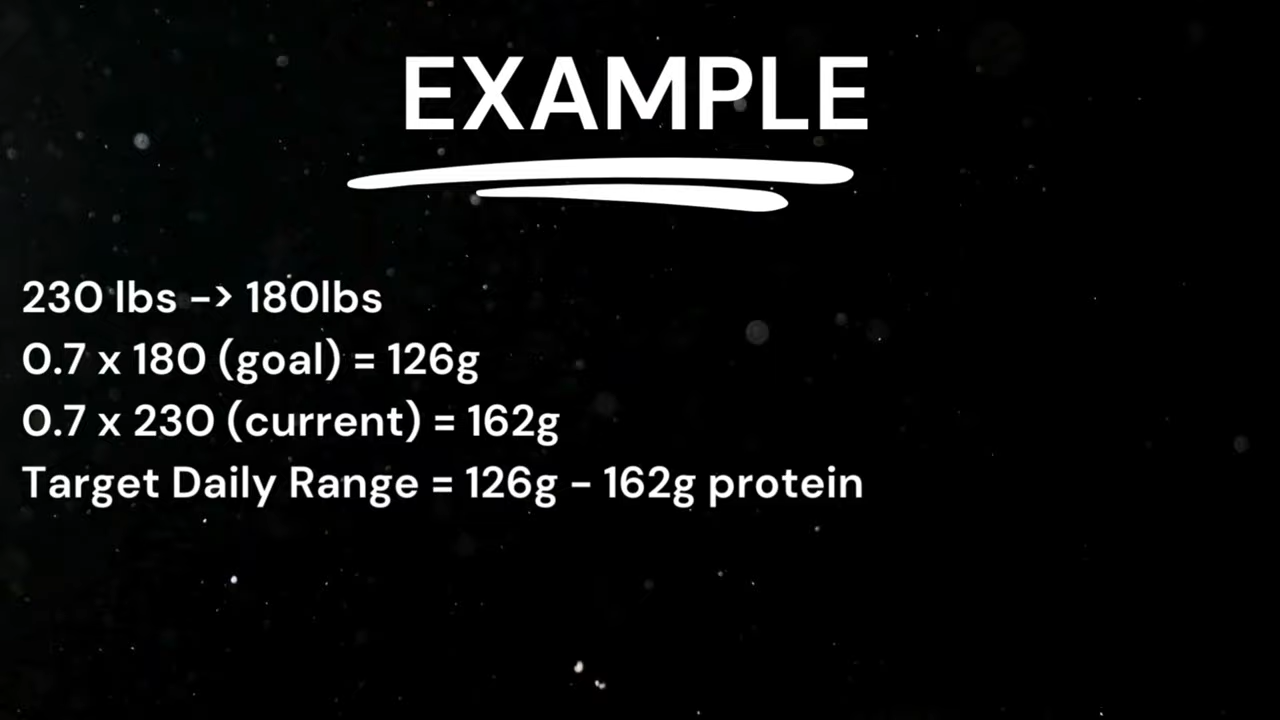 EXAMPLE
230 lbs -> 180lbs
0.7 x 180 (goal) = 126g
0.7 x 230 (current) = 162g
Target Daily Range = 126g - 162g protein